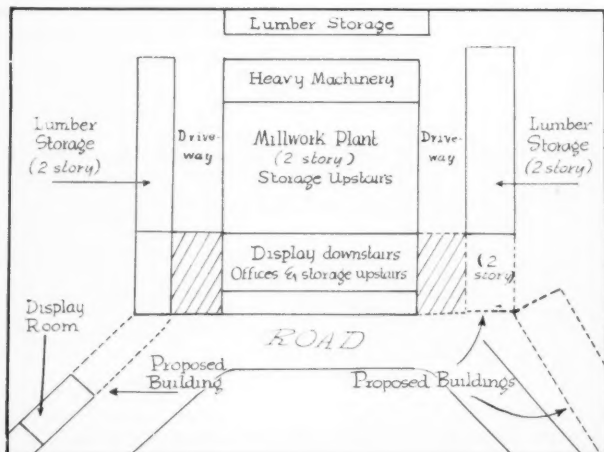 Lumber Storage
Heavy Machinery
Lumber
Storage
(2 story)
Drive-
way
Millwork Plant
(2 story)
Storage Upstairs
Drive-
way
Lumber
Storage
(2 story)
Display downstairs
Offices & storage upstairs
(2
story)
Display
Room
ROAD
Proposed
Building
Proposed Buildings